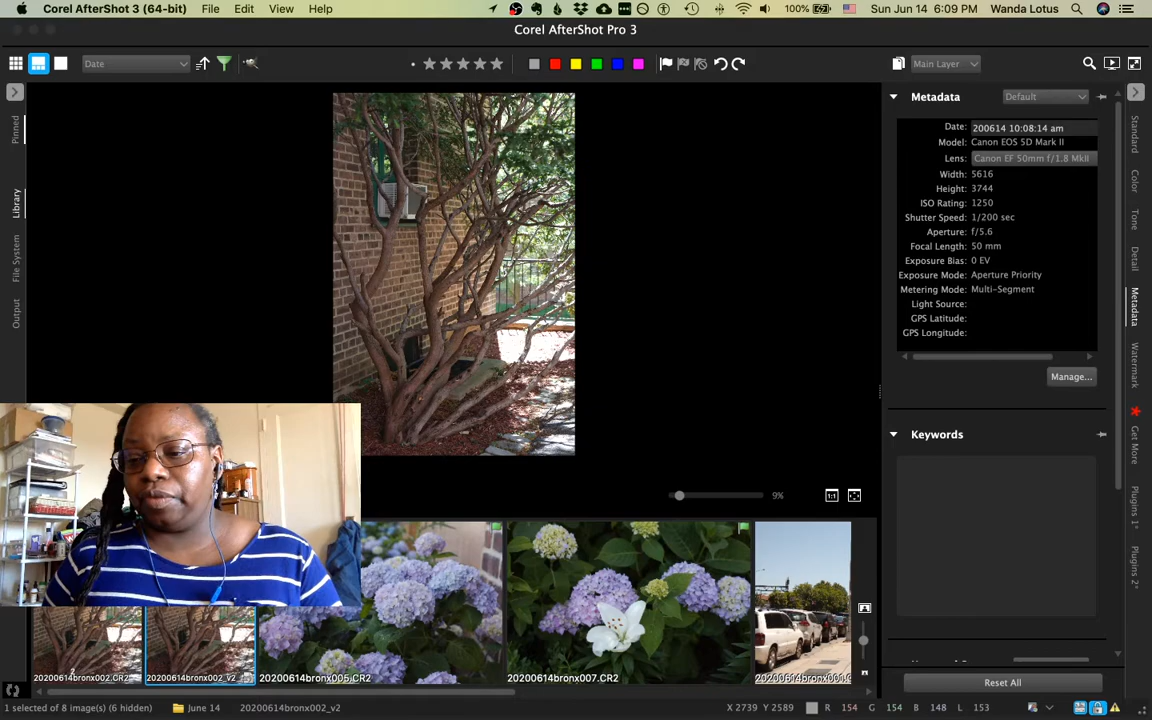 Corel AfterShot 3 (64-bit) File Edit View Help 100% Sun Jun 14 6:09 PM Wanda Lotus
Corel AfterShot Pro 3
Date Main Layer
Pinned
Library
File System
Output
Metadata Default
Date: 200614 10:08:14 am
Model: Canon EOS 5D Mark II
Lens: Canon EF 50mm f/1.8 MkII
Width: 5616
Height: 3744
ISO Rating: 1250
Shutter Speed: 1/200 sec
Aperture: f/5.6
Focal Length: 50 mm
Exposure Bias: 0 EV
Exposure Mode: Aperture Priority
Metering Mode: Multi-Segment
Light Source:
GPS Latitude:
GPS Longitude:
Manage...
Keywords
Standard
Color
Tone
Detail
Metadata
Watermark
Get More
Plugins 1°
Plugins 2°
1:1
9%
2
20200614bronx002.CR2 20200614bronx002_v2 20200614bronx005.CR2 20200614bronx007.CR2
Reset All
1 selected of 8 image(s) (6 hidden) June 14 20200614bronx002_v2 X 2739 Y 2589 R 154 G 154 B 148 L 153